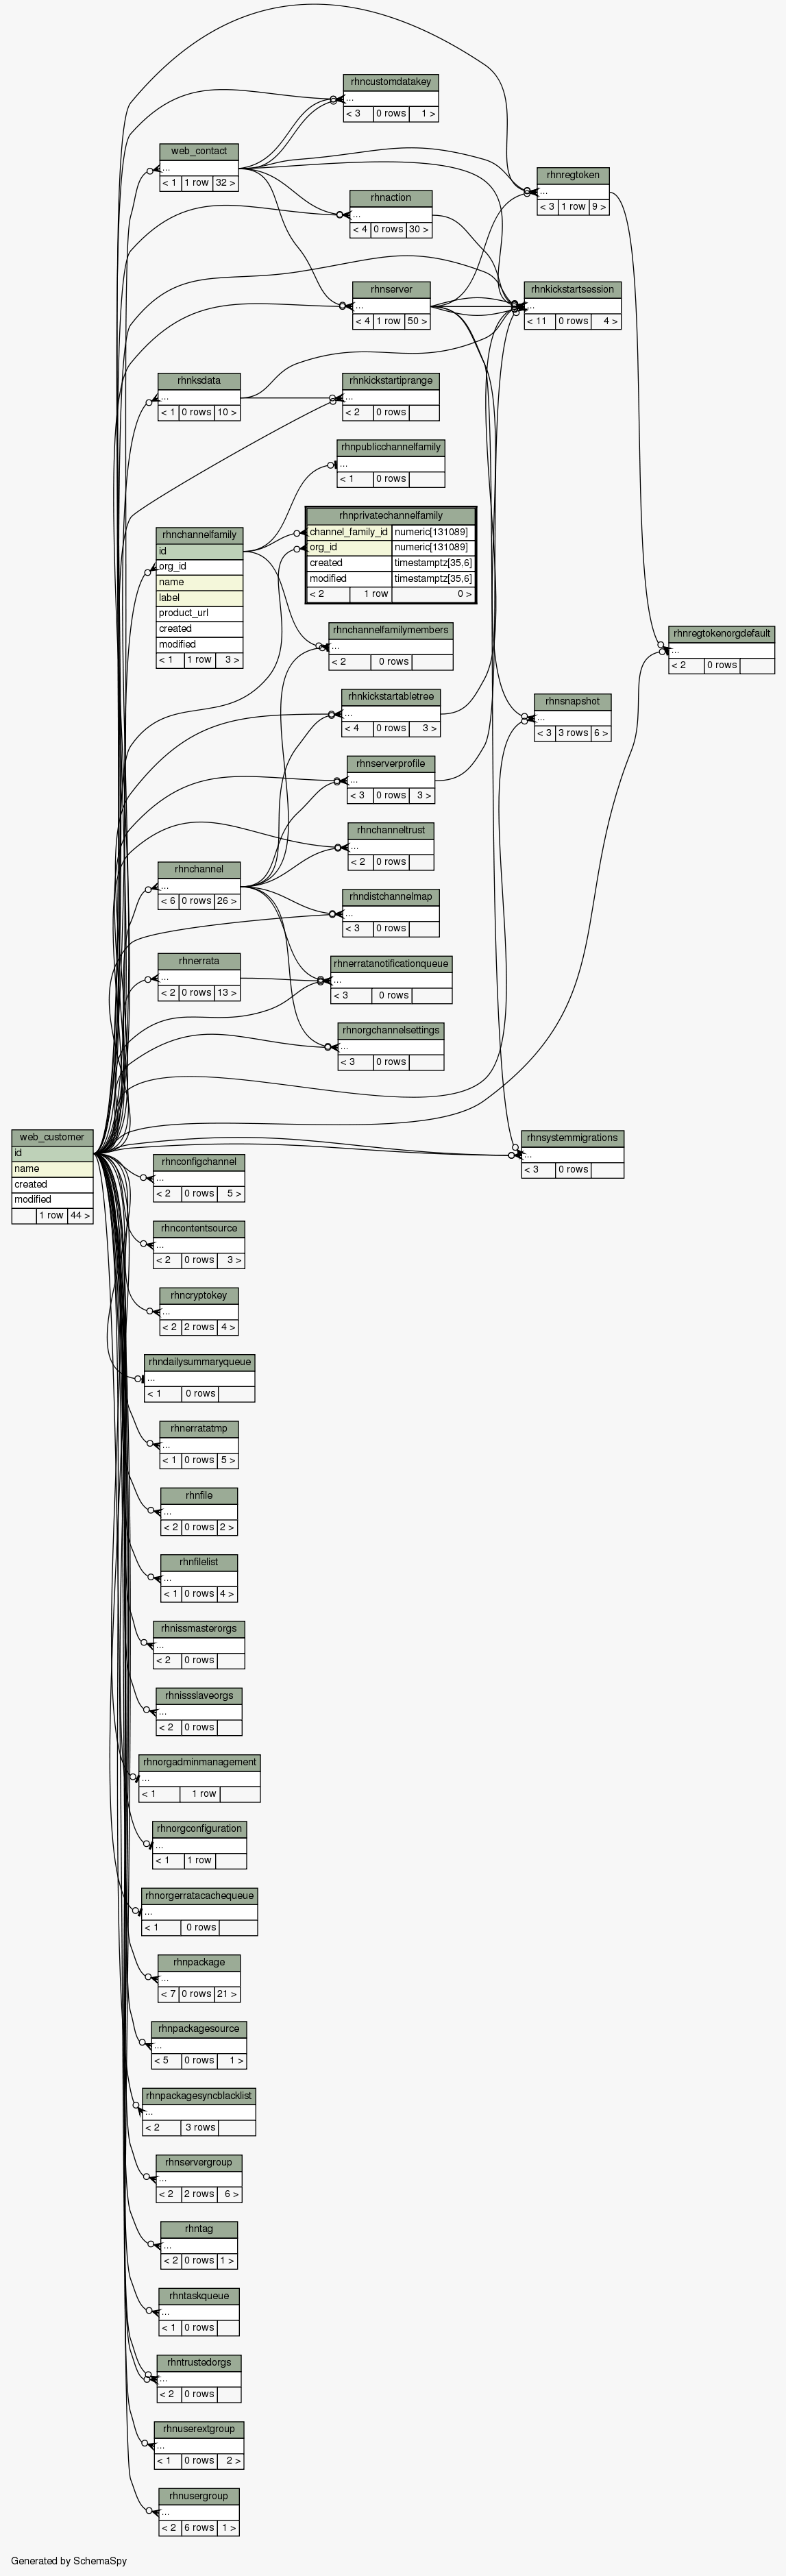 rhncustomdatakey
...
< 3 0 rows 1 >
web_contact
...
< 1 1 row 32 >
rhnregtoken
...
< 3 1 row 9 >
rhnaction
...
< 4 0 rows 30 >
rhnserver
...
< 4 1 row 50 >
rhnkickstartsession
...
< 11 0 rows 4 >
rhnksdata
...
< 1 0 rows 10 >
rhnkickstartiprange
...
< 2 0 rows
rhnpublicchannelfamily
...
< 1 0 rows
rhnprivatechannelfamily
channel_family_id numeric[131089]
org_id numeric[131089]
created timestamptz[35,6]
modified timestamptz[35,6]
< 2 1 row 0 >
rhnchannelfamily
id
org_id
name
label
product_url
created
modified
< 1 1 row 3 >
rhnchannelfamilymembers
...
< 2 0 rows
rhnregtokenorgdefault
...
< 2 0 rows
rhnkickstartabletree
...
< 4 0 rows 3 >
rhnsnapshot
...
< 3 3 rows 6 >
rhnserverprofile
...
< 3 0 rows 3 >
rhnchanneltrust
...
< 2 0 rows
rhnchannel
...
< 6 0 rows 26 >
rhndistchannelmap
...
< 3 0 rows
rhnerrata
...
< 2 0 rows 13 >
rhnerratanotificationqueue
...
< 3 0 rows
rhnorgchannelsettings
...
< 3 0 rows
web_customer
id
name
created
modified
1 row 44 >
rhnsystemmigrations
...
< 3 0 rows
rhnconfigchannel
...
< 2 0 rows 5 >
rhncontentsource
...
< 2 0 rows 3 >
rhncryptokey
...
< 2 2 rows 4 >
rhndailysummaryqueue
...
< 1 0 rows
rhnerratatmp
...
< 1 0 rows 5 >
rhnfile
...
< 2 0 rows 2 >
rhnfilelist
...
< 1 0 rows 4 >
rhnissmasterorgs
...
< 2 0 rows
rhnissslaveorgs
...
< 2 0 rows
rhnorgadminmanagement
...
< 1 1 row
rhnorgconfiguration
...
< 1 1 row
rhnorgerratacachequeue
...
< 1 0 rows
rhnpackage
...
< 7 0 rows 21 >
rhnpackagesource
...
< 5 0 rows 1 >
rhnpackagesyncblacklist
...
< 2 3 rows
rhnservergroup
...
< 2 2 rows 6 >
rhntag
...
< 2 0 rows 1 >
rhntaskqueue
...
< 1 0 rows
rhntrustedorgs
...
< 2 0 rows
rhnuserextgroup
...
< 1 0 rows 2 >
rhnusergroup
...
< 2 6 rows 1 >
Generated by SchemaSpy